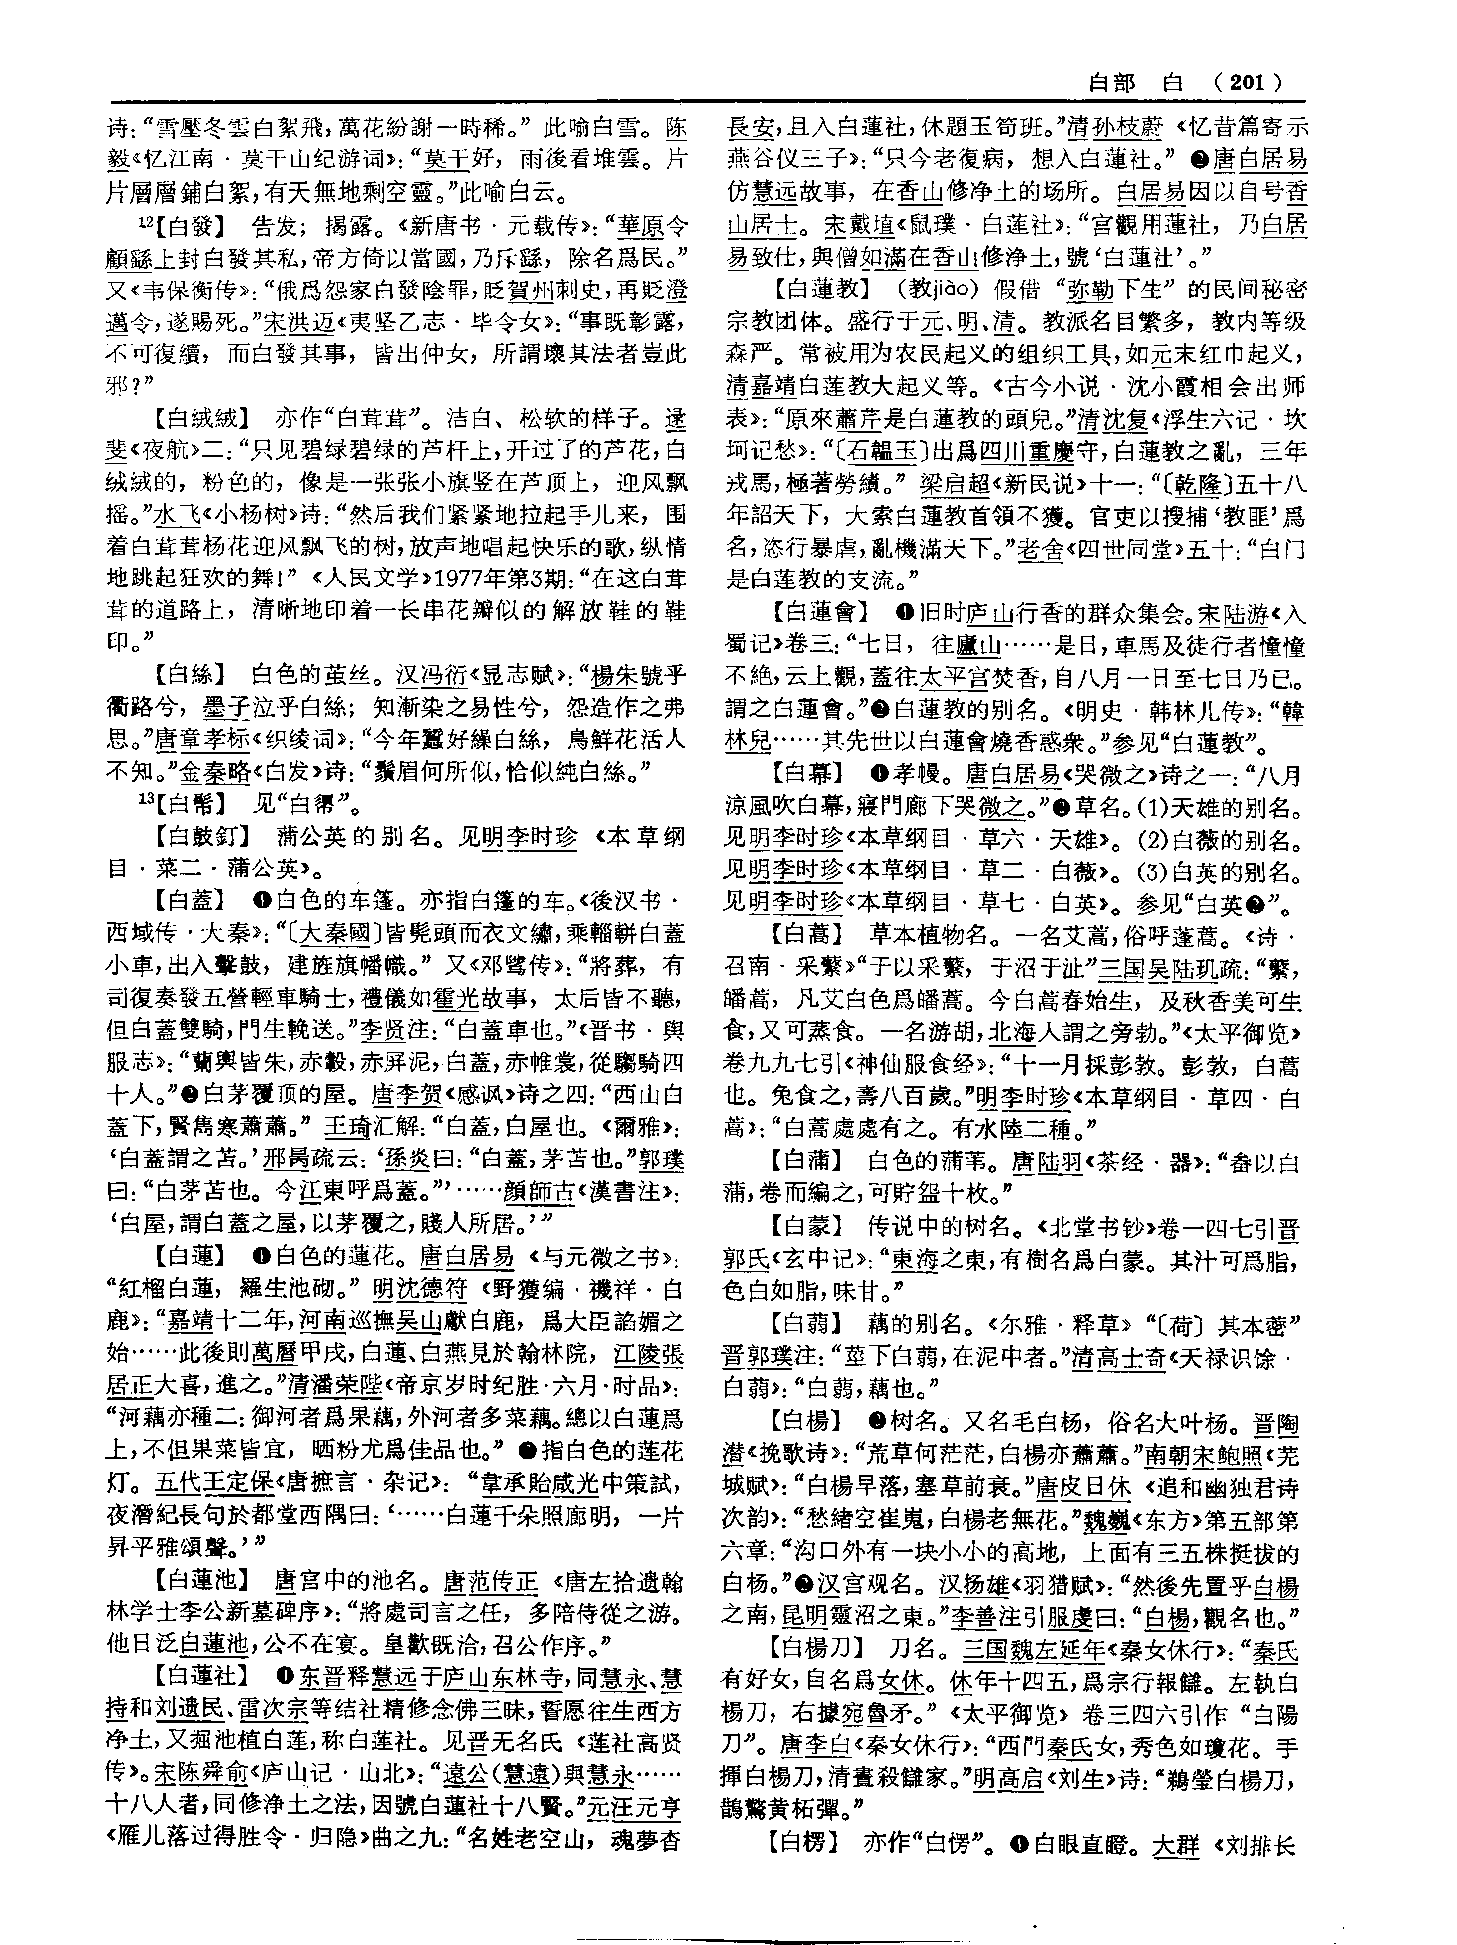 白部　白　（201）
诗：“雪壓冬雲白絮飛，萬花紛謝一時稀。”此喻白雪。陈
毅《忆江南·莫干山纪游词》：“莫干好，雨後看堆雲。片
片層層鋪白絮，有天無地剩空靈。”此喻白云。
12【白發】　告发；揭露。《新唐书·元载传》：“華原令
顧繇上封白發其私，帝方倚以當國，乃斥繇，除名爲民。”
又《韦保衡传》：“俄爲怨家白發陰罪，貶賀州刺史，再貶澄
邁令，遂賜死。”宋洪迈《夷坚乙志·毕令女》：“事既彰露，
不可復續，而白發其事，皆出仲女，所謂壞其法者豈此
邪？”
【白絨絨】　亦作“白茸茸”。洁白、松软的样子。逯
斐《夜航》二：“只见碧绿碧绿的芦杆上，开过了的芦花，白
绒绒的，粉色的，像是一张张小旗竖在芦顶上，迎风飘
摇。”水飞《小杨树》诗：“然后我们紧紧地拉起手儿来，围
着白茸茸杨花迎风飘飞的树，放声地唱起快乐的歌，纵情
地跳起狂欢的舞！”《人民文学》1977年第3期：“在这白茸
茸的道路上，清晰地印着一长串花瓣似的解放鞋的鞋
印。”
【白絲】　白色的茧丝。汉冯衍《显志赋》：“楊朱號乎
衢路兮，墨子泣乎白絲；知漸染之易性兮，怨造作之弗
思。”唐章孝标《织绫词》：“今年蠶好繰白絲，鳥鮮花活人
不知。”金秦略《白发》诗：“鬚眉何所似，恰似純白絲。”
13【白髾】　见“白帬”。
【白鼓釘】　蒲公英的别名。见明李时珍《本草纲
目·菜二·蒲公英》。
【白蓋】　❶白色的车篷。亦指白篷的车。《後汉书·
西域传·大秦》：“〔大秦國〕皆髡頭而衣文繡，乘輜軿白蓋
小車，出入擊鼓，建旌旗幡幟。”又《邓骘传》：“將葬，有
司復奏發五營輕車騎士，禮儀如霍光故事，太后皆不聽，
但白蓋雙騎，門生輓送。”李贤注：“白蓋車也。”《晋书·舆
服志》：“蘭輿皆朱，赤轂，赤屏泥，白蓋，赤帷裳，從騶騎四
十人。”❷白茅覆顶的屋。唐李贺《感讽》诗之四：“西山白
蓋下，賢雋寒蕭蕭。”王琦汇解：“白蓋，白屋也。《爾雅》：
‘白蓋謂之苫。’邢昺疏云：‘孫炎曰：“白蓋，茅苫也。”郭璞
曰：“白茅苫也。今江東呼爲蓋。”’……顔師古《漢書注》：
‘白屋，謂白蓋之屋，以茅覆之，賤人所居。’”
【白蓮】　❶白色的蓮花。唐白居易《与元微之书》：
“紅榴白蓮，羅生池砌。”明沈德符《野獲编·禨祥·白
鹿》：“嘉靖十二年，河南巡撫吴山獻白鹿，爲大臣諂媚之
始……此後則萬曆甲戌，白蓮、白燕見於翰林院，江陵張
居正大喜，進之。”清潘荣陛《帝京岁时纪胜·六月·时品》：
“河藕亦種二：御河者爲果藕，外河者多菜藕。總以白蓮爲
上，不但果菜皆宜，晒粉尤爲佳品也。”❷指白色的莲花
灯。五代王定保《唐摭言·杂记》：“韋承貽咸光中策試，
夜潛紀長句於都堂西隅曰：‘……白蓮千朵照廊明，一片
昇平雅頌聲。’”
【白蓮池】　唐宫中的池名。唐范传正《唐左拾遗翰
林学士李公新墓碑序》：“將處司言之任，多陪侍從之游。
他日泛白蓮池，公不在宴。皇歡既洽，召公作序。”
【白蓮社】　❶东晋释慧远于庐山东林寺，同慧永、慧
持和刘遗民、雷次宗等结社精修念佛三昧，誓愿往生西方
净土，又掘池植白莲，称白莲社。见晋无名氏《莲社高贤
传》。宋陈舜俞《庐山记·山北》：“遠公（慧遠）與慧永……
十八人者，同修净土之法，因號白蓮社十八賢。”元汪元亨
《雁儿落过得胜令·归隐》曲之九：“名姓老空山，魂夢杳
長安，且入白蓮社，休題玉筍班。”清孙枝蔚《忆昔篇寄示
燕谷仪三子》：“只今老復病，想入白蓮社。”❷唐白居易
仿慧远故事，在香山修净土的场所。白居易因以自号香
山居士。宋戴埴《鼠璞·白莲社》：“宫觀用蓮社，乃白居
易致仕，與僧如滿在香山修净土，號‘白蓮社’。”
【白蓮教】（教jiào）假借“弥勒下生”的民间秘密
宗教团体。盛行于元、明、清。教派名目繁多，教内等级
森严。常被用为农民起义的组织工具，如元末红巾起义，
清嘉靖白莲教大起义等。《古今小说·沈小霞相会出师
表》：“原來蕭芹是白蓮教的頭兒。”清沈复《浮生六记·坎
坷记愁》：“〔石韞玉〕出爲四川重慶守，白蓮教之亂，三年
戎馬，極著勞績。”梁启超《新民说》十一：“〔乾隆〕五十八
年詔天下，大索白蓮教首領不獲。官吏以搜捕‘教匪’爲
名，恣行暴虐，亂機滿天下。”老舍《四世同堂》五十：“白门
是白莲教的支流。”
【白蓮會】　❶旧时庐山行香的群众集会。宋陆游《入
蜀记》卷三：“七日，往廬山……是日，車馬及徒行者憧憧
不絶，云上觀，蓋往太平宫焚香，自八月一日至七日乃已。
謂之白蓮會。”❷白蓮教的别名。《明史·韩林儿传》：“韓
林兒……其先世以白蓮會燒香惑衆。”参见“白蓮教”。
【白幕】　❶孝幔。唐白居易《哭微之》诗之一：“八月
涼風吹白幕，寢門廊下哭微之。”❷草名。(1)天雄的别名。
见明李时珍《本草纲目·草六·天雄》。(2)白薇的别名。
见明李时珍《本草纲目·草二·白薇》。(3)白英的别名。
见明李时珍《本草纲目·草七·白英》。参见“白英❷”。
【白蒿】　草本植物名。一名艾蒿，俗呼蓬蒿。《诗·
召南·采蘩》“于以采蘩，于沼于沚”三国吴陆玑疏：“蘩，
皤蒿，凡艾白色爲皤蒿。今白蒿春始生，及秋香美可生
食，又可蒸食。一名游胡，北海人謂之旁勃。”《太平御览》
卷九九七引《神仙服食经》：“十一月採彭勃。彭勃，白蒿
也。兔食之，壽八百歲。”明李时珍《本草纲目·草四·白
蒿》：“白蒿處處有之。有水陸二種。”
【白蒲】　白色的蒲苇。唐陆羽《茶经·器》：“畚以白
蒲，卷而編之，可貯盌十枚。”
【白蒙】　传说中的树名。《北堂书钞》卷一四七引晋
郭氏《玄中记》：“東海之東，有樹名爲白蒙。其汁可爲脂，
色白如脂，味甘。”
【白蒻】　藕的别名。《尔雅·释草》“〔荷〕其本蔤”
晋郭璞注：“莖下白蒻，在泥中者。”清高士奇《天禄识馀·
白蒻》：“白蒻，藕也。”
【白楊】　❶树名。又名毛白杨，俗名大叶杨。晋陶
潜《挽歌诗》：“荒草何茫茫，白楊亦蕭蕭。”南朝宋鲍照《芜
城赋》：“白楊早落，塞草前衰。”唐皮日休《追和幽独君诗
次韵》：“愁緒空崔嵬，白楊老無花。”魏巍《东方》第五部第
六章：“沟口外有一块小小的高地，上面有三五株挺拔的
白杨。”❷汉宫观名。汉扬雄《羽猎赋》：“然後先置乎白楊
之南，昆明靈沼之東。”李善注引服虔曰：“白楊，觀名也。”
【白楊刀】　刀名。三国魏左延年《秦女休行》：“秦氏
有好女，自名爲女休。休年十四五，爲宗行報讎。左執白
楊刀，右據宛魯矛。”《太平御览》卷三四六引作“白陽
刀”。唐李白《秦女休行》：“西門秦氏女，秀色如瓊花。手
揮白楊刀，清晝殺讎家。”明高启《刘生》诗：“鵜瑩白楊刀，
鵲驚黄柘彈。”
【白楞】　亦作“白愣”。❶白眼直瞪。大群《刘排长